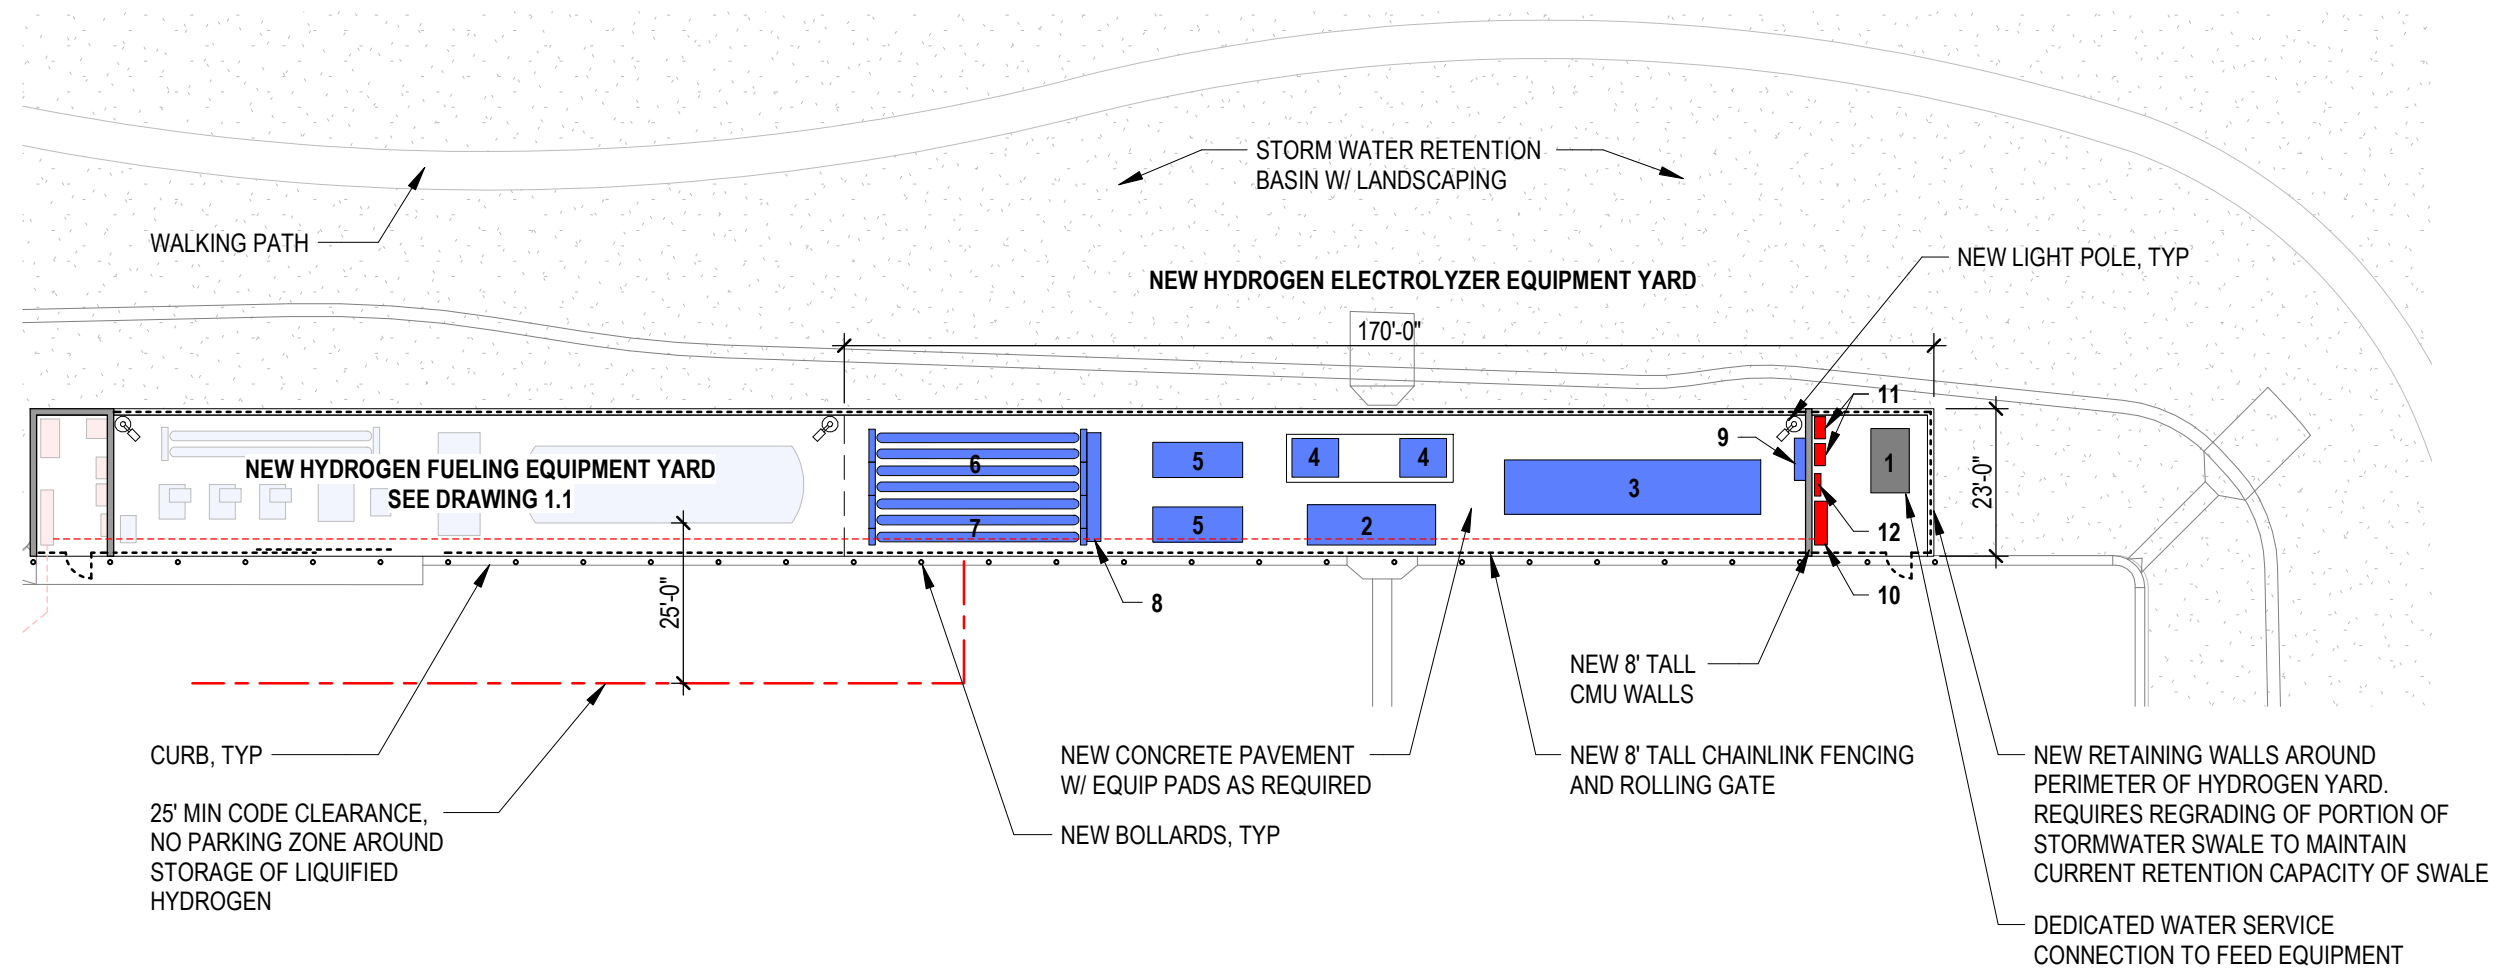 STORM WATER RETENTION
BASIN W/ LANDSCAPING
WALKING PATH
NEW LIGHT POLE, TYP
NEW HYDROGEN ELECTROLYZER EQUIPMENT YARD
170'-0"
11
9
6
5
4
4
3
1
NEW HYDROGEN FUELING EQUIPMENT YARD
SEE DRAWING 1.1
23'-0"
7
5
2
12
10
8
25'-0"
NEW 8' TALL
CMU WALLS
CURB, TYP
NEW CONCRETE PAVEMENT
W/ EQUIP PADS AS REQUIRED
NEW 8' TALL CHAINLINK FENCING
AND ROLLING GATE
NEW RETAINING WALLS AROUND
PERIMETER OF HYDROGEN YARD.
REQUIRES REGRADING OF PORTION OF
STORMWATER SWALE TO MAINTAIN
CURRENT RETENTION CAPACITY OF SWALE
25' MIN CODE CLEARANCE,
NO PARKING ZONE AROUND
STORAGE OF LIQUIFIED
HYDROGEN
NEW BOLLARDS, TYP
DEDICATED WATER SERVICE
CONNECTION TO FEED EQUIPMENT